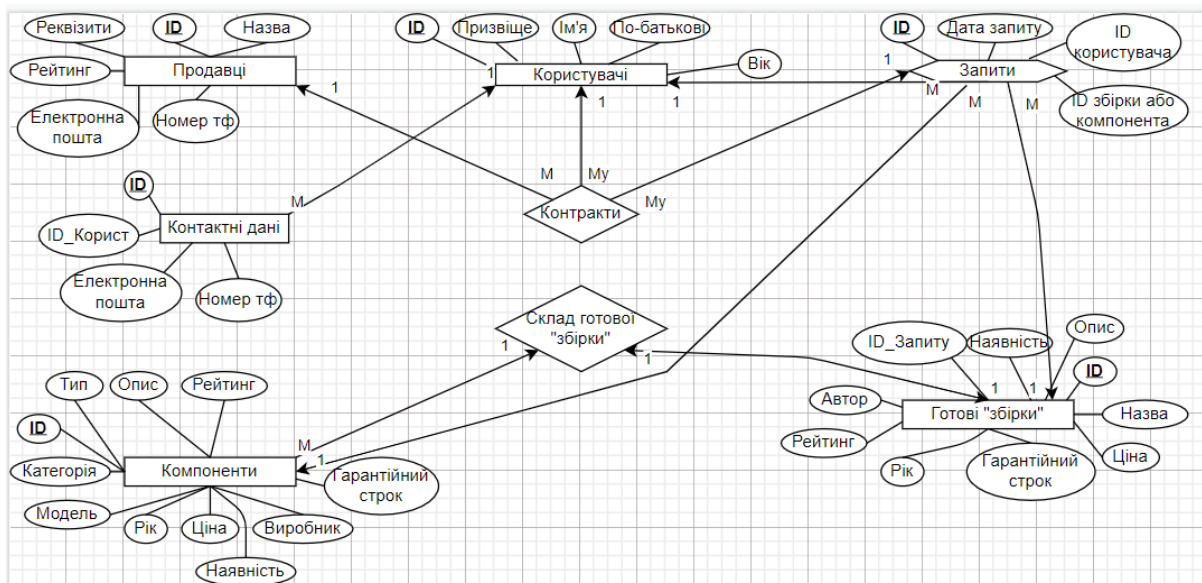 Реквізити
ID
Назва
Рейтинг
Продавці
Електронна
пошта
Номер тф
1
ID
Призвіще
Ім'я
По-батькові
Вік
1
Користувачі
1
1
ID
Дата запиту
ID
користувача
1
Запити
ID збірки або
компонента
М
М
М
ID
М
Контактні дані
ID_Корист
Електронна
пошта
Номер тф
М
Му
Му
Контракти
Склад готової
"збірки"
1
1
Тип
Опис
Рейтинг
ID
М
1
Категорія
Компоненти
Гарантійний
строк
Модель
Рік
Ціна
Виробник
Наявність
ID_Запиту
Наявність
Опис
ID
1
1
Автор
Готові "збірки"
Назва
Рейтинг
Рік
Гарантійний
строк
Ціна